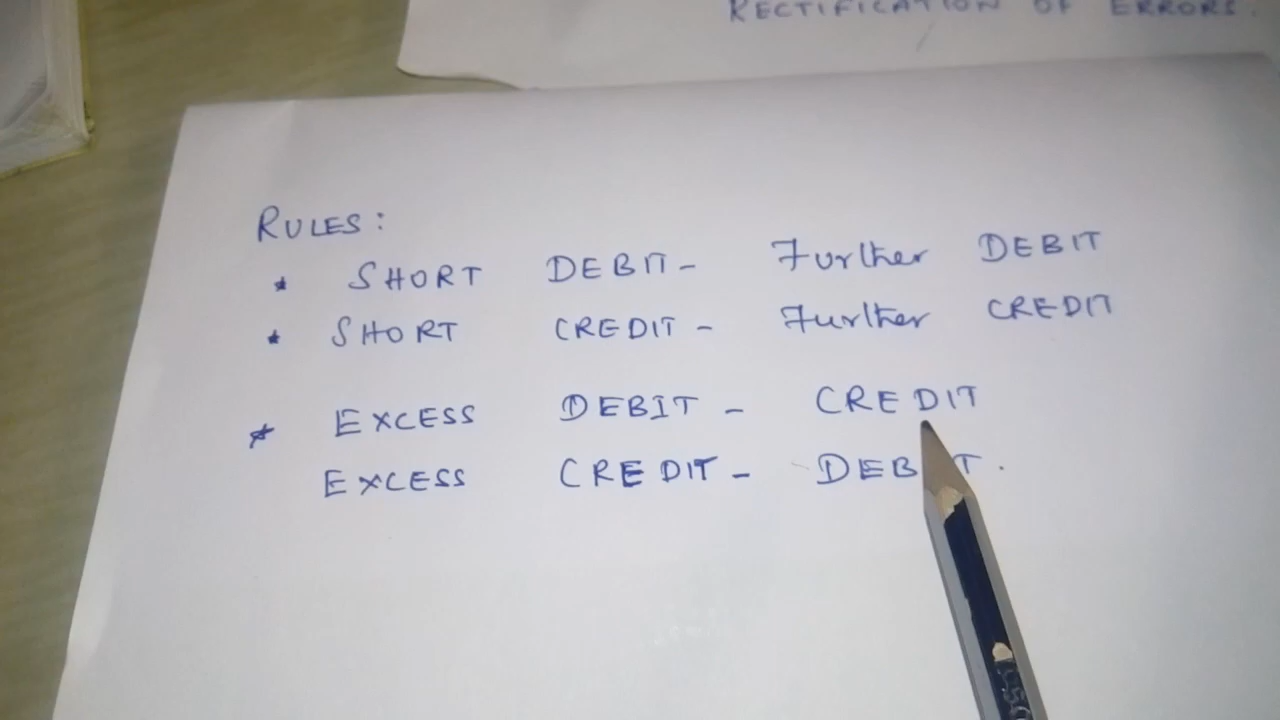 RECTIFICATION OF ERRORS.
RULES:
* SHORT DEBIT - Further DEBIT
* SHORT CREDIT - Further CREDIT
* EXCESS DEBIT - CREDIT
EXCESS CREDIT - DEBIT.